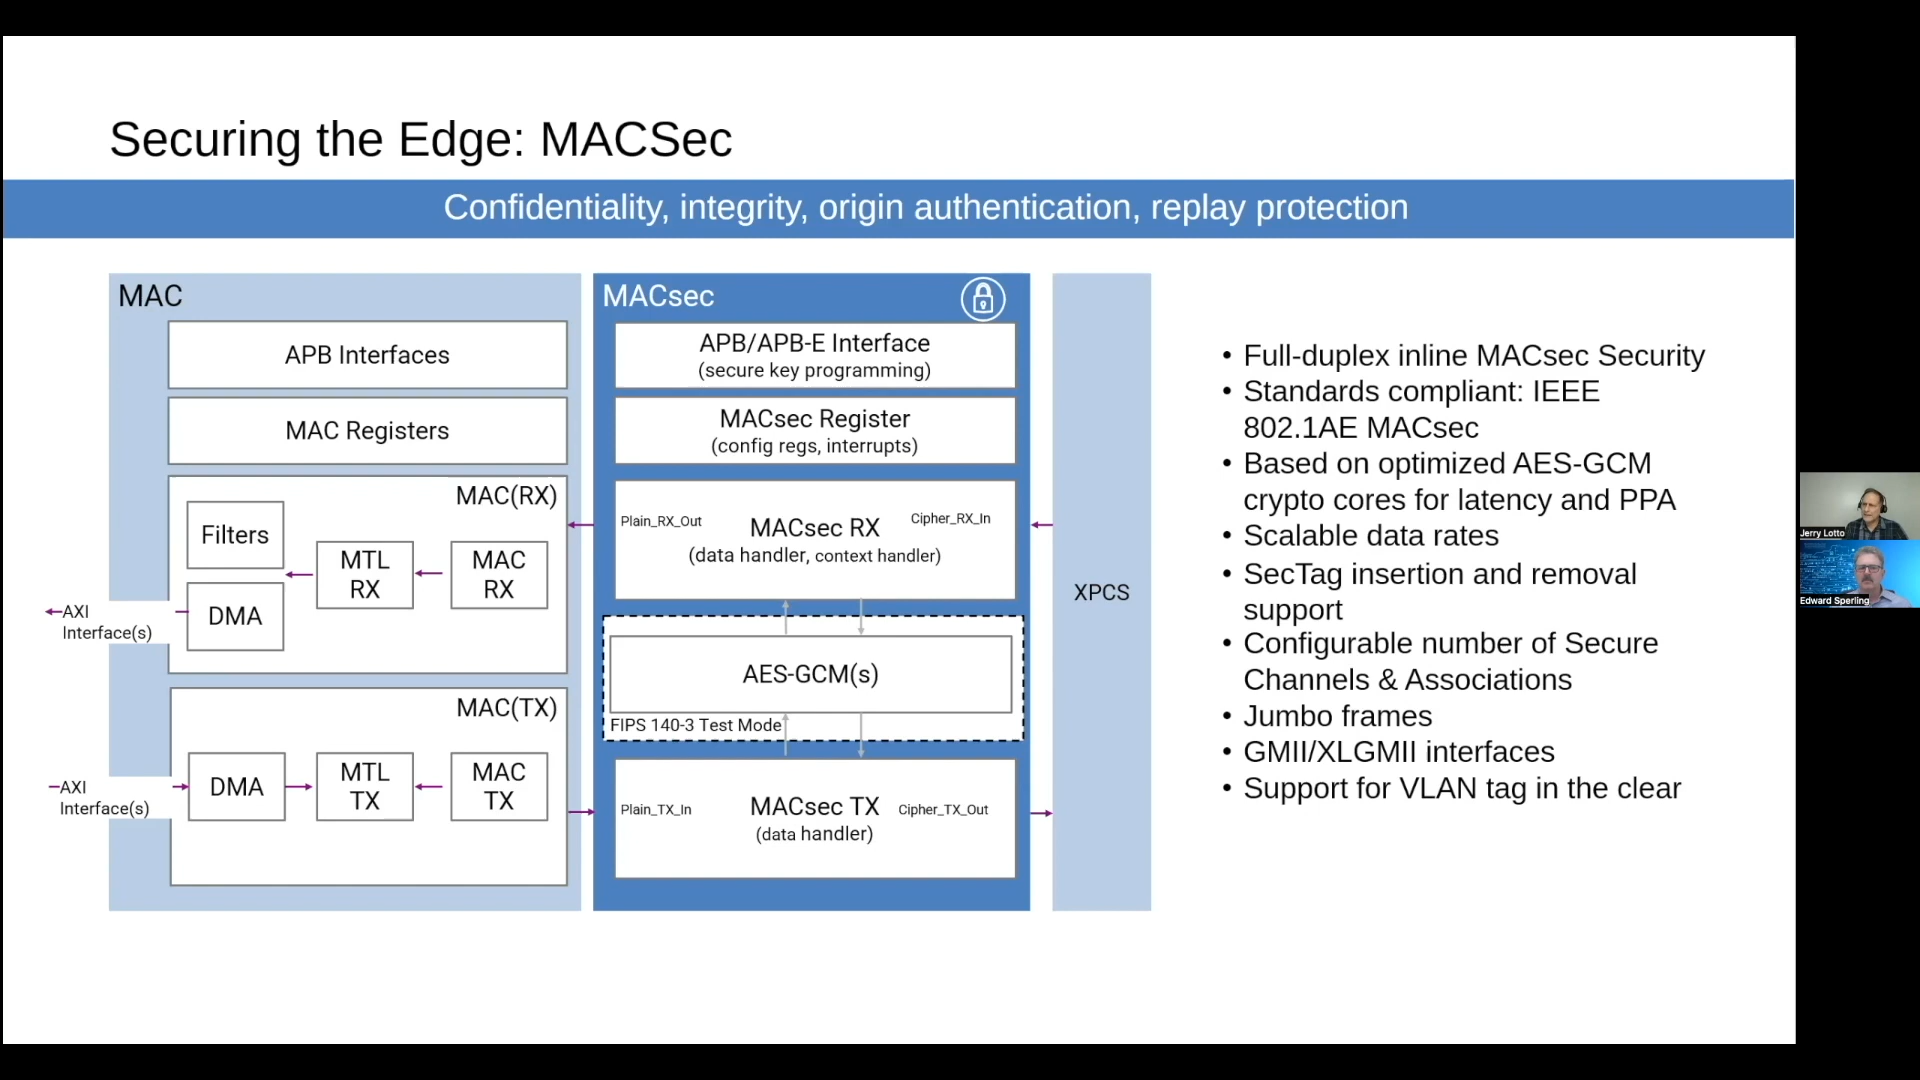 Securing the Edge: MACSec
Confidentiality, integrity, origin authentication, replay protection
MAC
APB Interfaces
MAC Registers
MAC(RX)
Filters
MTL
RX
MAC
RX
DMA
AXI
Interface(s)
MAC(TX)
DMA
MTL
TX
MAC
TX
AXI
Interface(s)
MACsec
APB/APB-E Interface
(secure key programming)
MACsec Register
(config regs, interrupts)
Plain_RX_Out
MACsec RX
Cipher_RX_In
(data handler, context handler)
AES-GCM(s)
FIPS 140-3 Test Mode
Plain_TX_In
MACsec TX
Cipher_TX_Out
(data handler)
XPCS
• Full-duplex inline MACsec Security
• Standards compliant: IEEE
802.1AE MACsec
• Based on optimized AES-GCM
crypto cores for latency and PPA
• Scalable data rates
• SecTag insertion and removal
support
• Configurable number of Secure
Channels & Associations
• Jumbo frames
• GMII/XLGMII interfaces
• Support for VLAN tag in the clear
Jerry Lotto
Edward Sperling